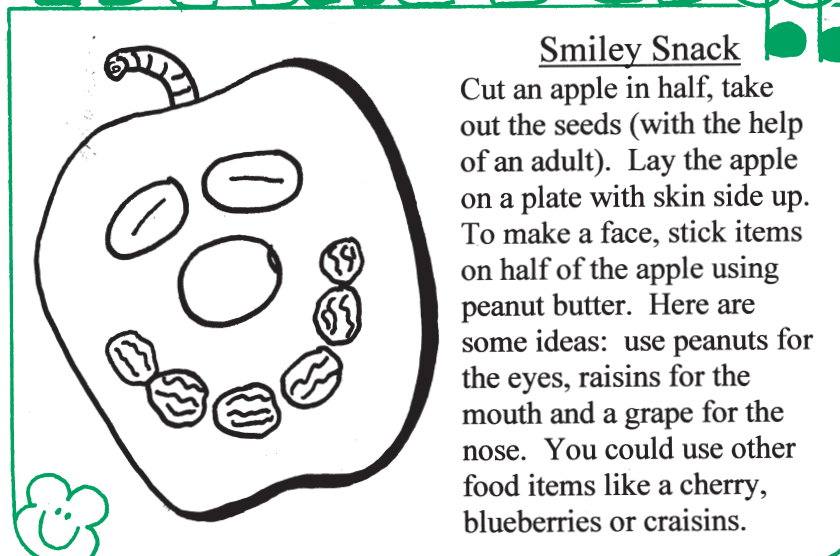 Smiley Snack
Cut an apple in half, take
out the seeds (with the help
of an adult).  Lay the apple
on a plate with skin side up.
To make a face, stick items
on half of the apple using
peanut butter.  Here are
some ideas:  use peanuts for
the eyes, raisins for the
mouth and a grape for the
nose.  You could use other
food items like a cherry,
blueberries or craisins.